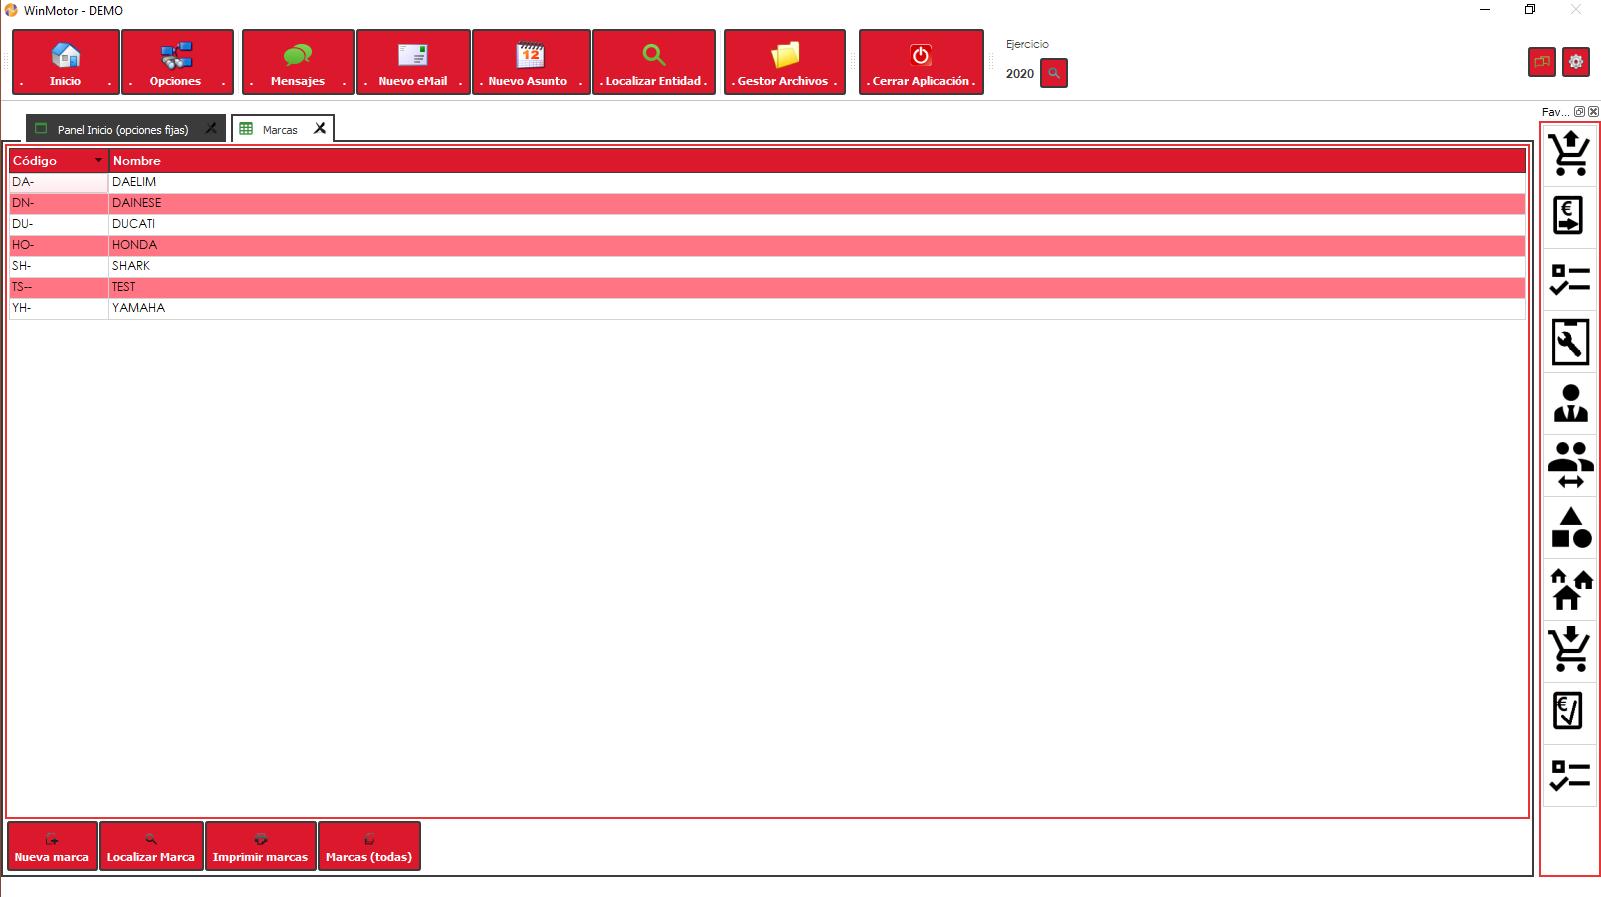 WinMotor - DEMO
. Inicio .
. Opciones .
. Mensajes .
. Nuevo eMail .
. Nuevo Asunto .
12
. Localizar Entidad .
. Gestor Archivos .
. Cerrar Aplicación .
Ejercicio
2020
Fav...
Panel Inicio (opciones fijas)
Marcas
Código Nombre
DA- DAELIM
DN- DAINESE
DU- DUCATI
HO- HONDA
SH- SHARK
TS-- TEST
YH- YAMAHA
€
€
Nueva marca
Localizar Marca
Imprimir marcas
Marcas (todas)